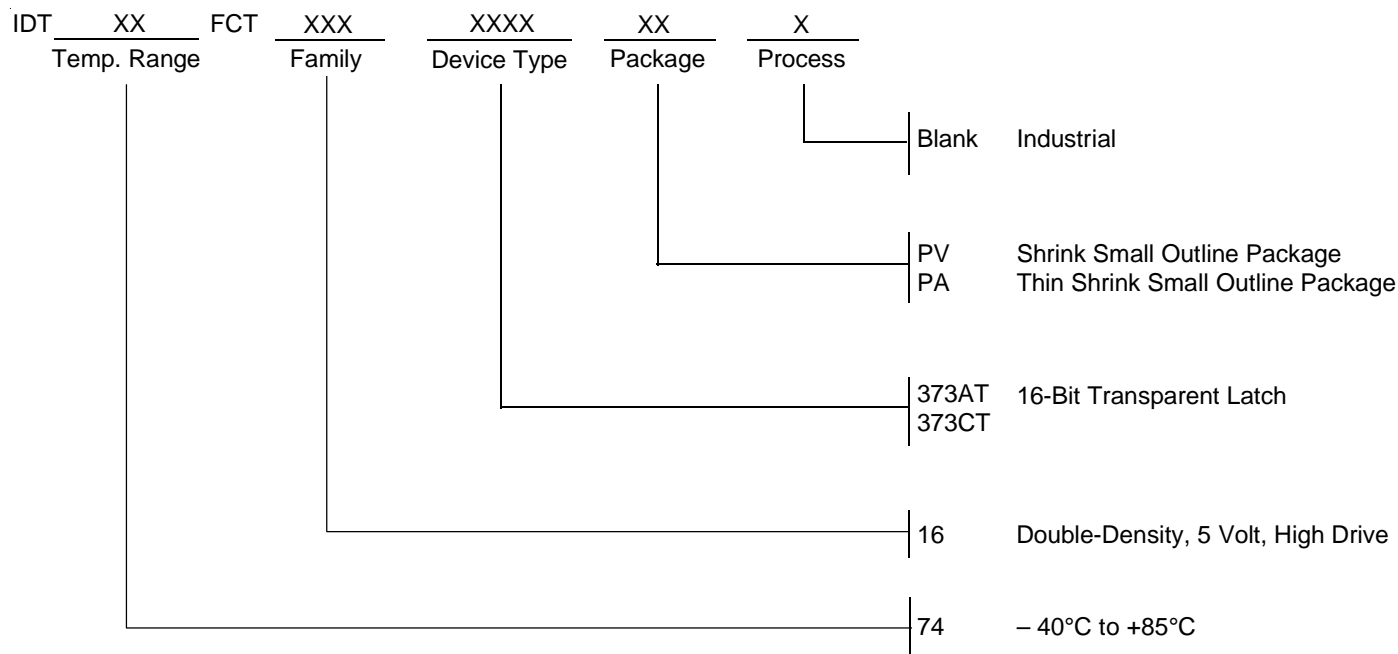 IDT XX FCT XXX XXXX XX X
Temp. Range Family Device Type Package Process
Blank Industrial
PV Shrink Small Outline Package
PA Thin Shrink Small Outline Package
373AT 16-Bit Transparent Latch
373CT
16 Double-Density, 5 Volt, High Drive
74 – 40°C to +85°C